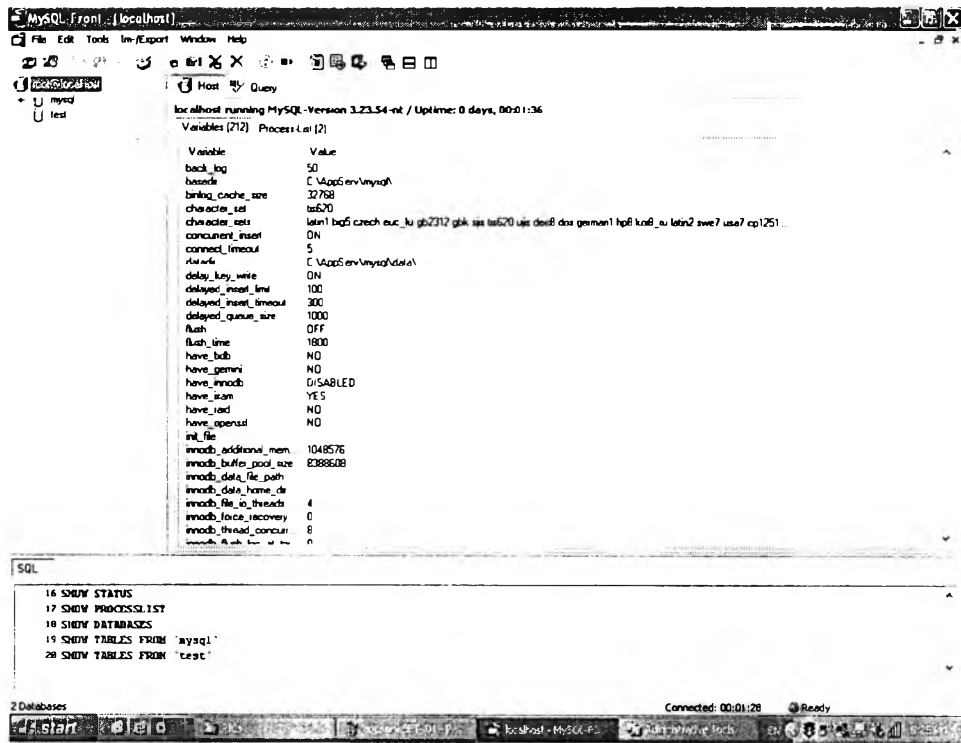 MySQL-Front - [localhost]
File Edit Tools Im-/Export Window Help
root@localhost
mysql
test
Host Query
localhost running MySQL-Version 3.23.54-nt / Uptime: 0 days, 00:01:36
Variables (212) Process-List (2)
Variable Value
back_log 50
basedir C:\AppServ\mysql\
binlog_cache_size 32768
character_set tis620
character_sets latin1 big5 czech euc_kr gb2312 gbk sjis tis620 ujis dec8 dos german1 hp8 koi8_ru latin2 swe7 usa7 cp1251...
concurrent_insert ON
connect_timeout 5
datadir C:\AppServ\mysql\data\
delay_key_write ON
delayed_insert_limit 100
delayed_insert_timeout 300
delayed_queue_size 1000
flush OFF
flush_time 1800
have_bdb NO
have_gemini NO
have_innodb DISABLED
have_isam YES
have_raid NO
have_openssl NO
init_file
innodb_additional_mem... 1048576
innodb_buffer_pool_size 8388608
innodb_data_file_path
innodb_data_home_dir
innodb_file_io_threads 4
innodb_force_recovery 0
innodb_thread_concurr... 8
SQL
16 SHOW STATUS
17 SHOW PROCESSLIST
18 SHOW DATABASES
19 SHOW TABLES FROM `mysql`
20 SHOW TABLES FROM `test`
2 Databases Connected: 00:01:28 Ready
start localhost - MySQL-F... Administrative Tools EN